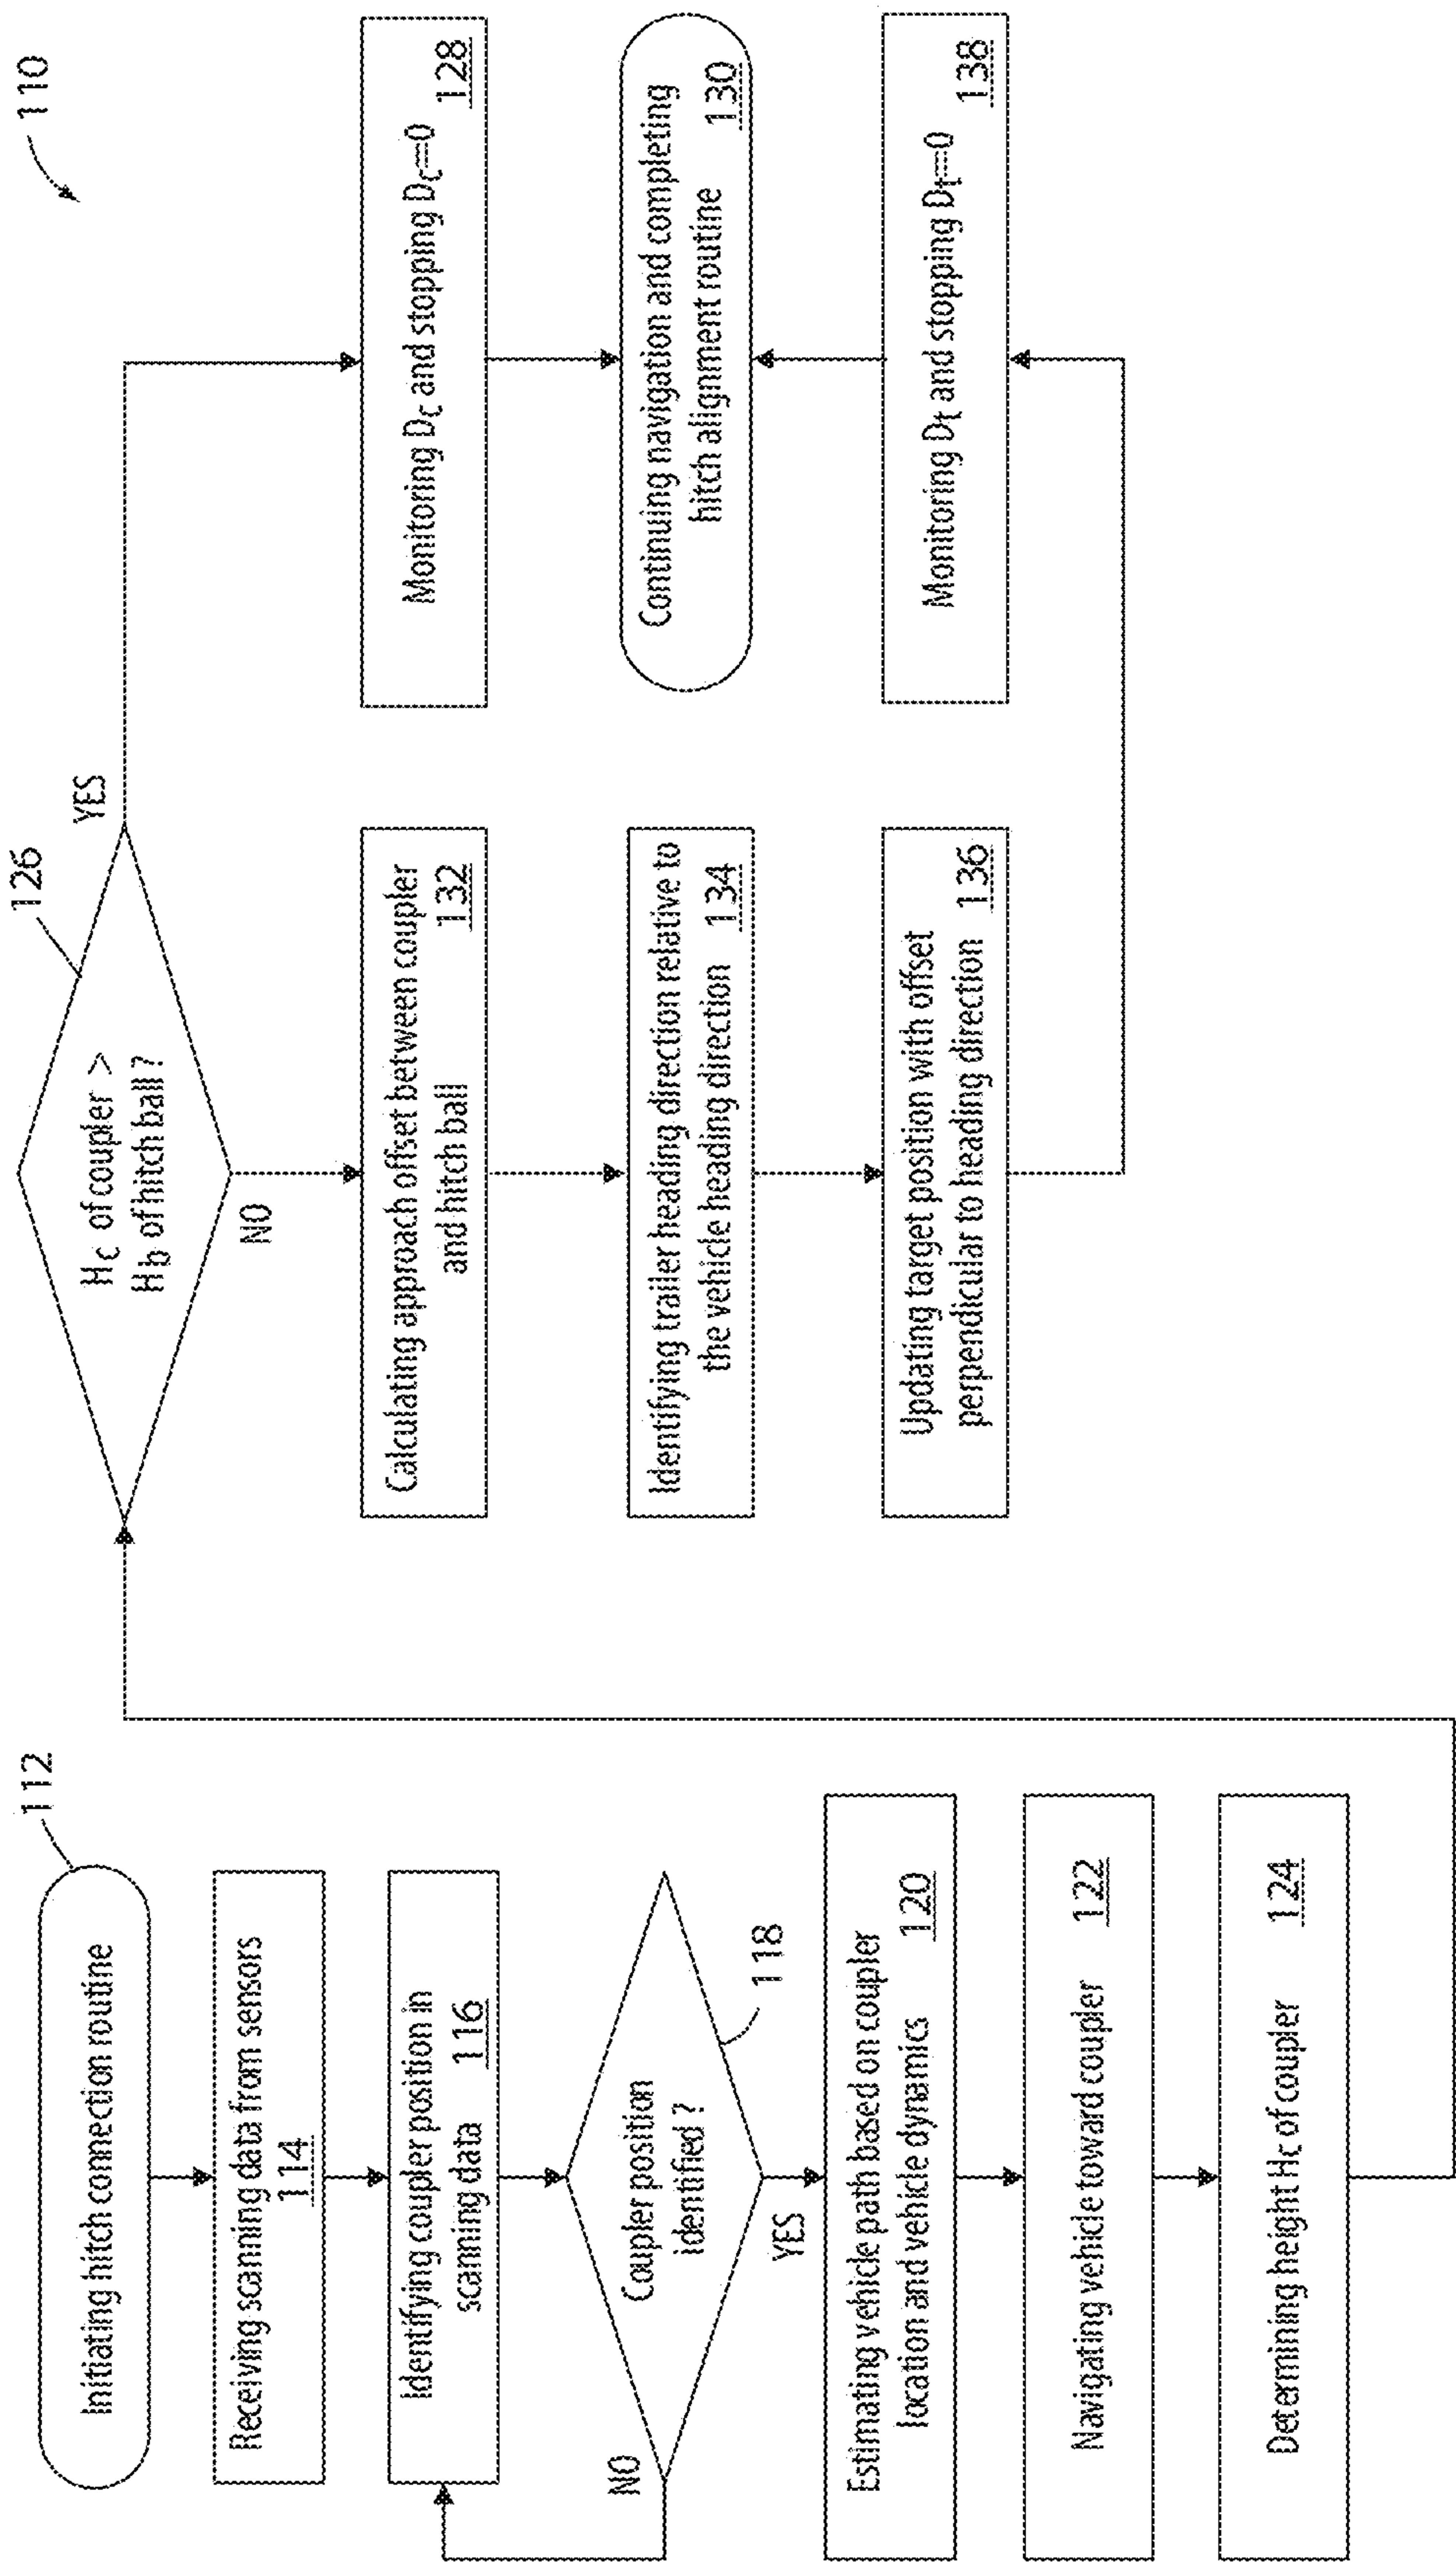 110
112
Initiating hitch connection routine
Receiving scanning data from sensors
114
Identifying coupler position in
scanning data 116
Coupler position
identified ?
118
NO
YES
Estimating vehicle path based on coupler
location and vehicle dynamics 120
Navigating vehicle toward coupler 122
Determining height Hc of coupler 124
126
Hc of coupler >
Hb of hitch ball ?
YES
NO
Calculating approach offset between coupler
and hitch ball 132
Identifying trailer heading direction relative to
the vehicle heading direction 134
Updating target position with offset
perpendicular to heading direction 136
Monitoring Dc and stopping Dc=0
128
Continuing navigation and completing
hitch alignment routine 130
Monitoring Dt and stopping Dt=0
138